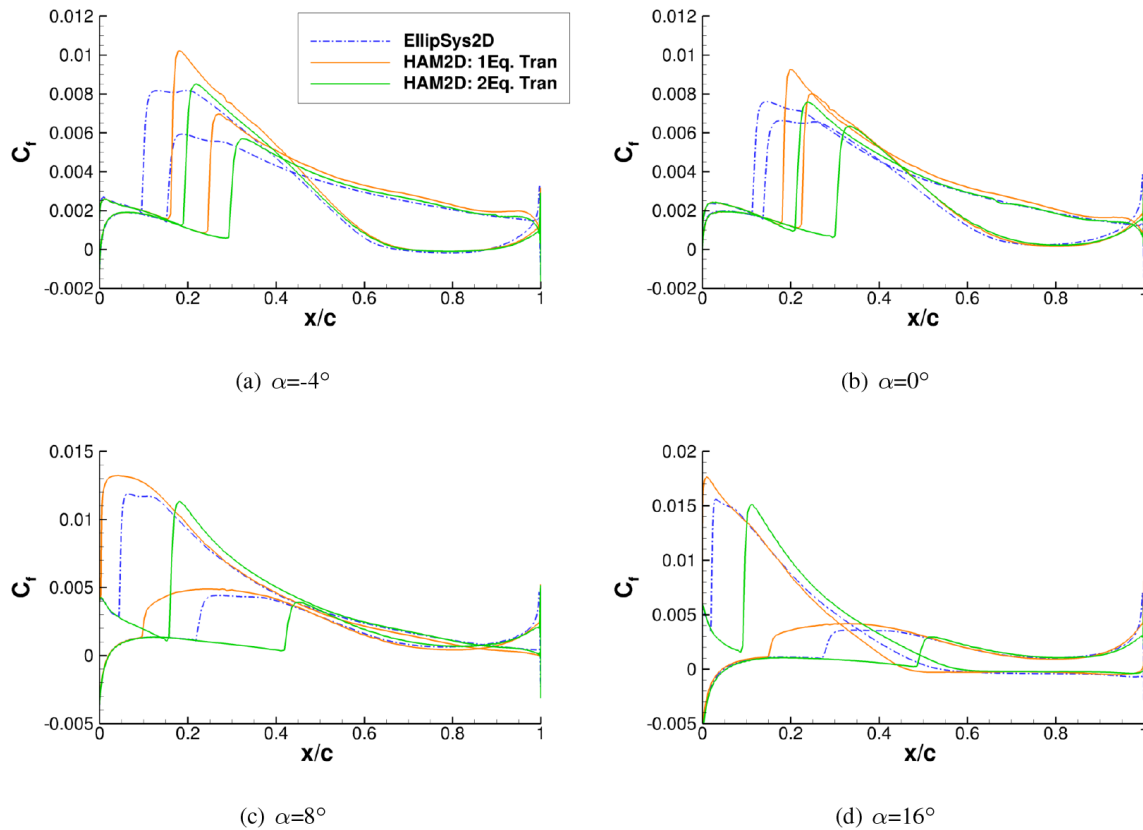 0.012
0.01
0.008
0.006
0.004
0.002
0
-0.002
C_f
0 0.2 0.4 0.6 0.8 1
x/c
EllipSys2D
HAM2D: 1Eq. Tran
HAM2D: 2Eq. Tran
(a) α=-4°
0.012
0.01
0.008
0.006
0.004
0.002
0
-0.002
C_f
0 0.2 0.4 0.6 0.8 1
x/c
(b) α=0°
0.015
0.01
0.005
0
-0.005
C_f
0 0.2 0.4 0.6 0.8 1
x/c
(c) α=8°
0.02
0.015
0.01
0.005
0
-0.005
C_f
0 0.2 0.4 0.6 0.8 1
x/c
(d) α=16°